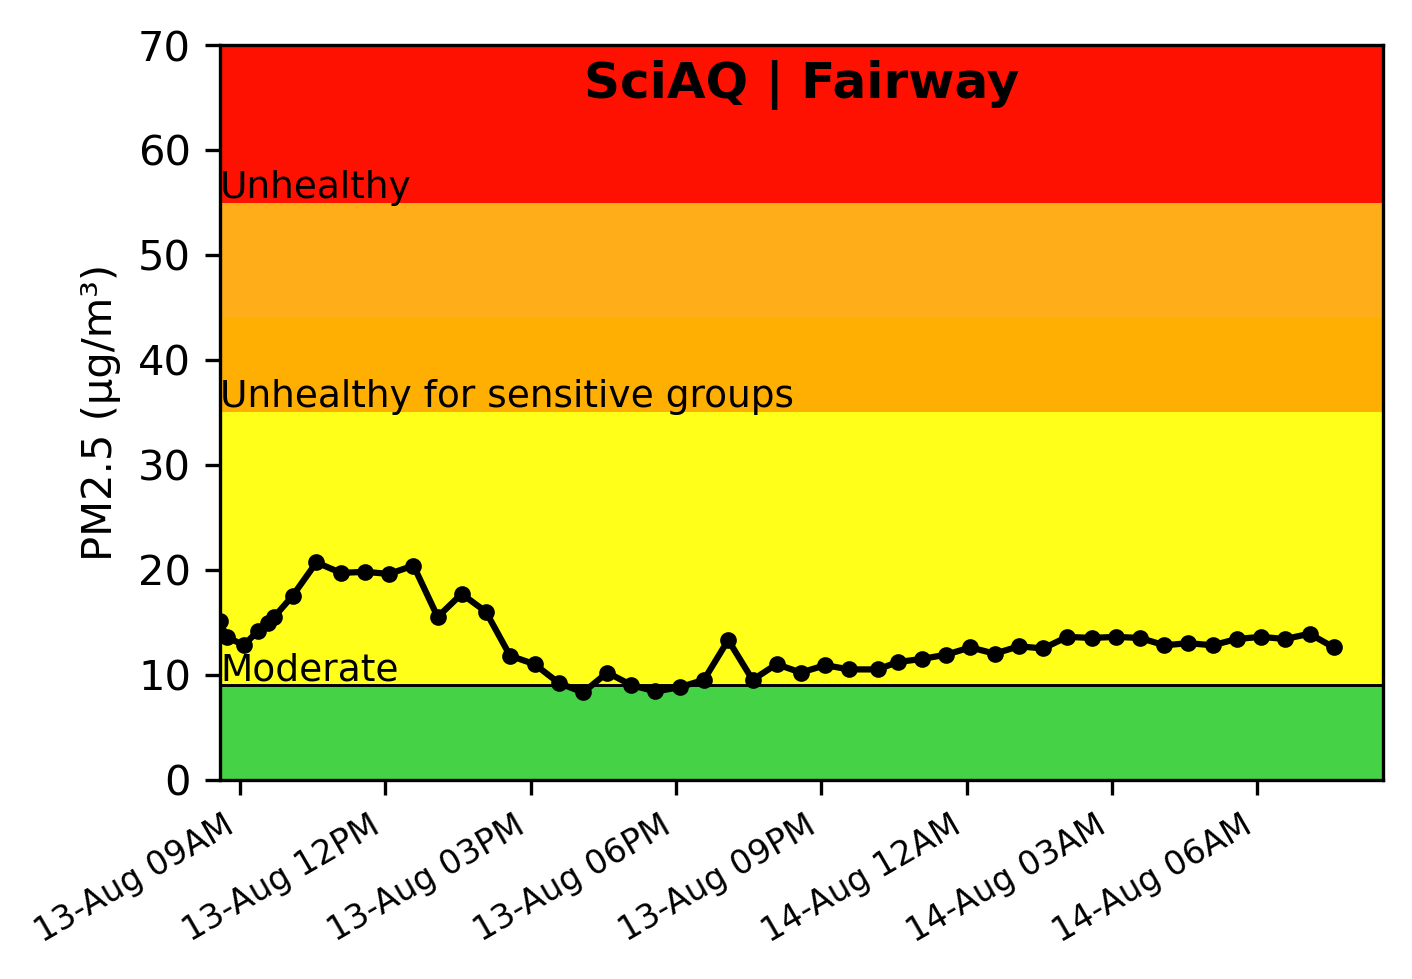 SciAQ | Fairway
70
60
50
40
30
20
10
0
PM2.5 (µg/m³)
Unhealthy
Unhealthy for sensitive groups
Moderate
13-Aug 09AM
13-Aug 12PM
13-Aug 03PM
13-Aug 06PM
13-Aug 09PM
14-Aug 12AM
14-Aug 03AM
14-Aug 06AM